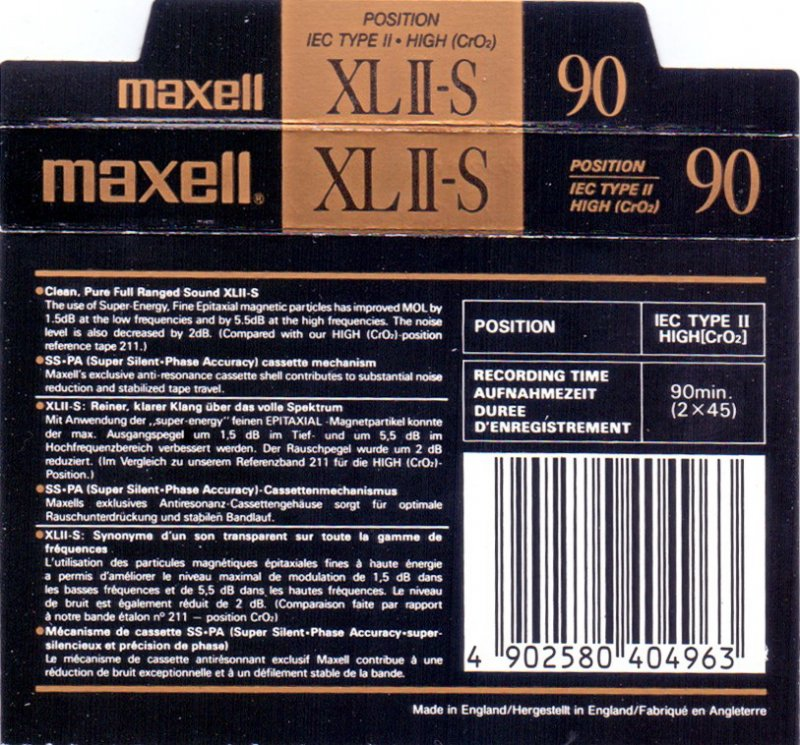 POSITION
IEC TYPE II • HIGH (CrO₂)
maxell XLII-S 90
maxell® XLII-S POSITION
IEC TYPE II
HIGH (CrO₂) 90
•Clean, Pure Full Ranged Sound XLII-S
The use of Super-Energy, Fine Epitaxial magnetic particles has improved MOL by
1.5dB at the low frequencies and by 5.5dB at the high frequencies. The noise
level is also decreased by 2dB. (Compared with our HIGH (CrO₂)-position
reference tape 211.)
•SS•PA (Super Silent•Phase Accuracy) cassette mechanism
Maxell's exclusive anti-resonance cassette shell contributes to substantial noise
reduction and stabilized tape travel.
•XLII-S: Reiner, klarer Klang über das volle Spektrum
Mit Anwendung der „super-energy" feinen EPITAXIAL -Magnetpartikel konnte
der max. Ausgangspegel um 1,5 dB im Tief- und um 5,5 dB im
Hochfrequenzbereich verbessert werden. Der Rauschpegel wurde um 2 dB
reduziert. (Im Vergleich zu unserem Referenzband 211 für die HIGH (CrO₂)-
Position.)
•SS•PA (Super Silent•Phase Accuracy)-Cassettenmechanismus
Maxells exklusives Antiresonanz-Cassettengehäuse sorgt für optimale
Rauschunterdrückung und stabilen Bandlauf.
•XLII-S: Synonyme d'un son transparent sur toute la gamme de
fréquences
L'utilisation des particules magnétiques épitaxiales fines à haute énergie
a permis d'améliorer le niveau maximal de modulation de 1,5 dB dans
les basses fréquences et de 5,5 dB dans les hautes fréquences. Le niveau
de bruit est également réduit de 2 dB. (Comparaison faite par rapport
à notre bande étalon nº 211 — position CrO₂)
•Mécanisme de cassette SS•PA (Super Silent•Phase Accuracy•super-
silencieux et précision de phase)
Le mécanisme de cassette antirésonnant exclusif Maxell contribue à une
réduction de bruit exceptionnelle et à un défilement stable de la bande.
POSITION IEC TYPE II
HIGH[CrO₂]
RECORDING TIME
AUFNAHMEZEIT
DUREE
D'ENREGISTREMENT
90min.
(2×45)
4 902580 404963
Made in England/Hergestellt in England/Fabriqué en Angleterre